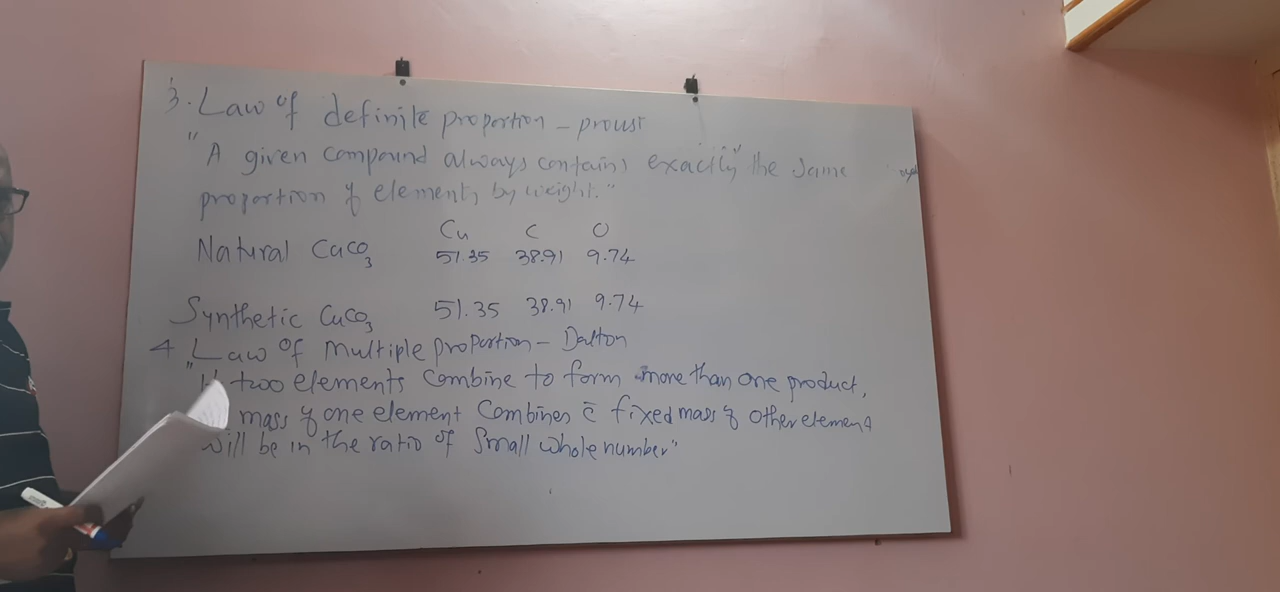 3. Law of definite proportion - proust
"A given compound always contains exactly the same
proportion of elements by weight."
Cu C O
Natural CuCO3 51.35 38.91 9.74
Synthetic CuCO3 51.35 38.91 9.74
4 Law of Multiple proportion - Dalton
"If two elements combine to form more than one product,
mass of one element Combines c̄ fixed mass of other element
will be in the ratio of Small whole number"